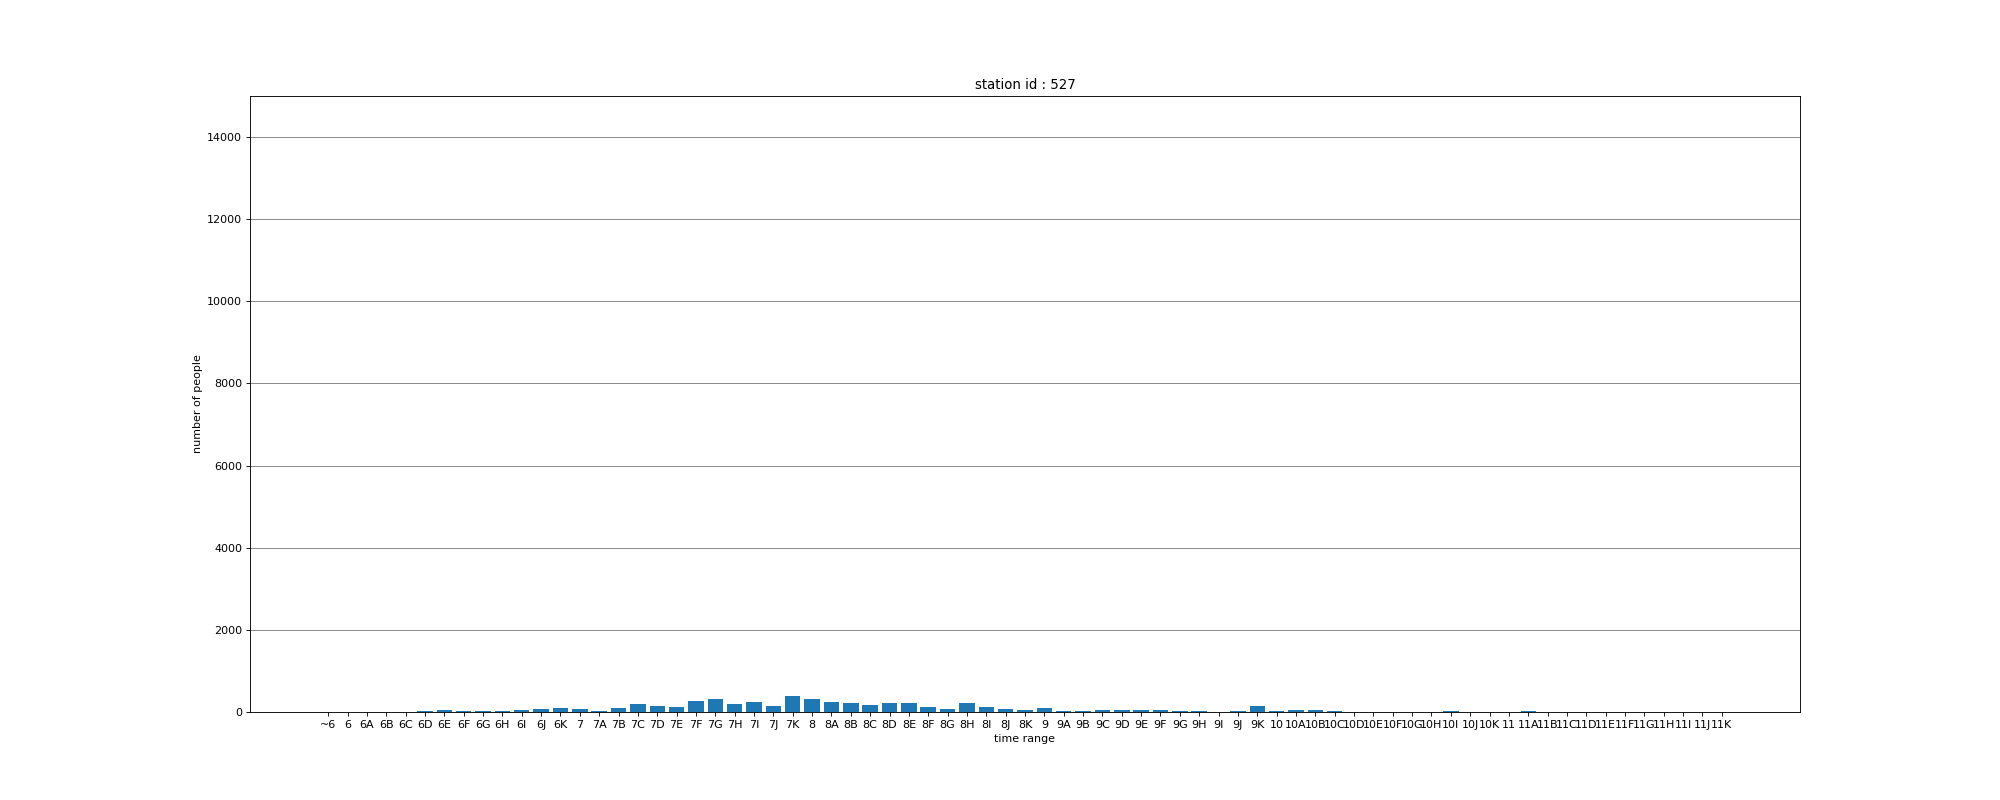 station id : 527
14000
12000
10000
8000
6000
4000
2000
0
number of people
~6 6 6A 6B 6C 6D 6E 6F 6G 6H 6I 6J 6K 7 7A 7B 7C 7D 7E 7F 7G 7H 7I 7J 7K 8 8A 8B 8C 8D 8E 8F 8G 8H 8I 8J 8K 9 9A 9B 9C 9D 9E 9F 9G 9H 9I 9J 9K 10 10A 10B 10C 10D 10E 10F 10G 10H 10I 10J 10K 11 11A 11B 11C 11D 11E 11F 11G 11H 11I 11J 11K
time range